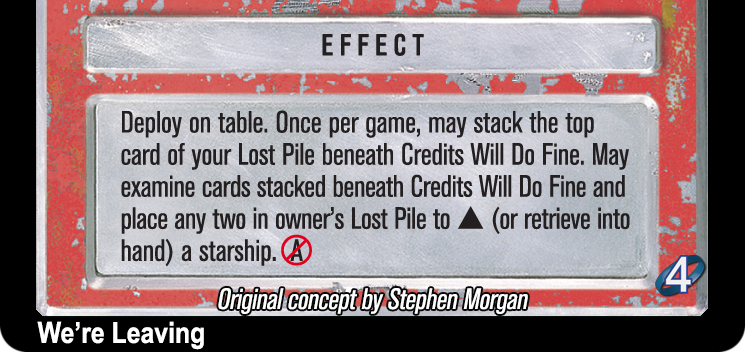 EFFECT
Deploy on table. Once per game, may stack the top
card of your Lost Pile beneath Credits Will Do Fine. May
examine cards stacked beneath Credits Will Do Fine and
place any two in owner's Lost Pile to ▲ (or retrieve into
hand) a starship. A
Original concept by Stephen Morgan
4
We're Leaving